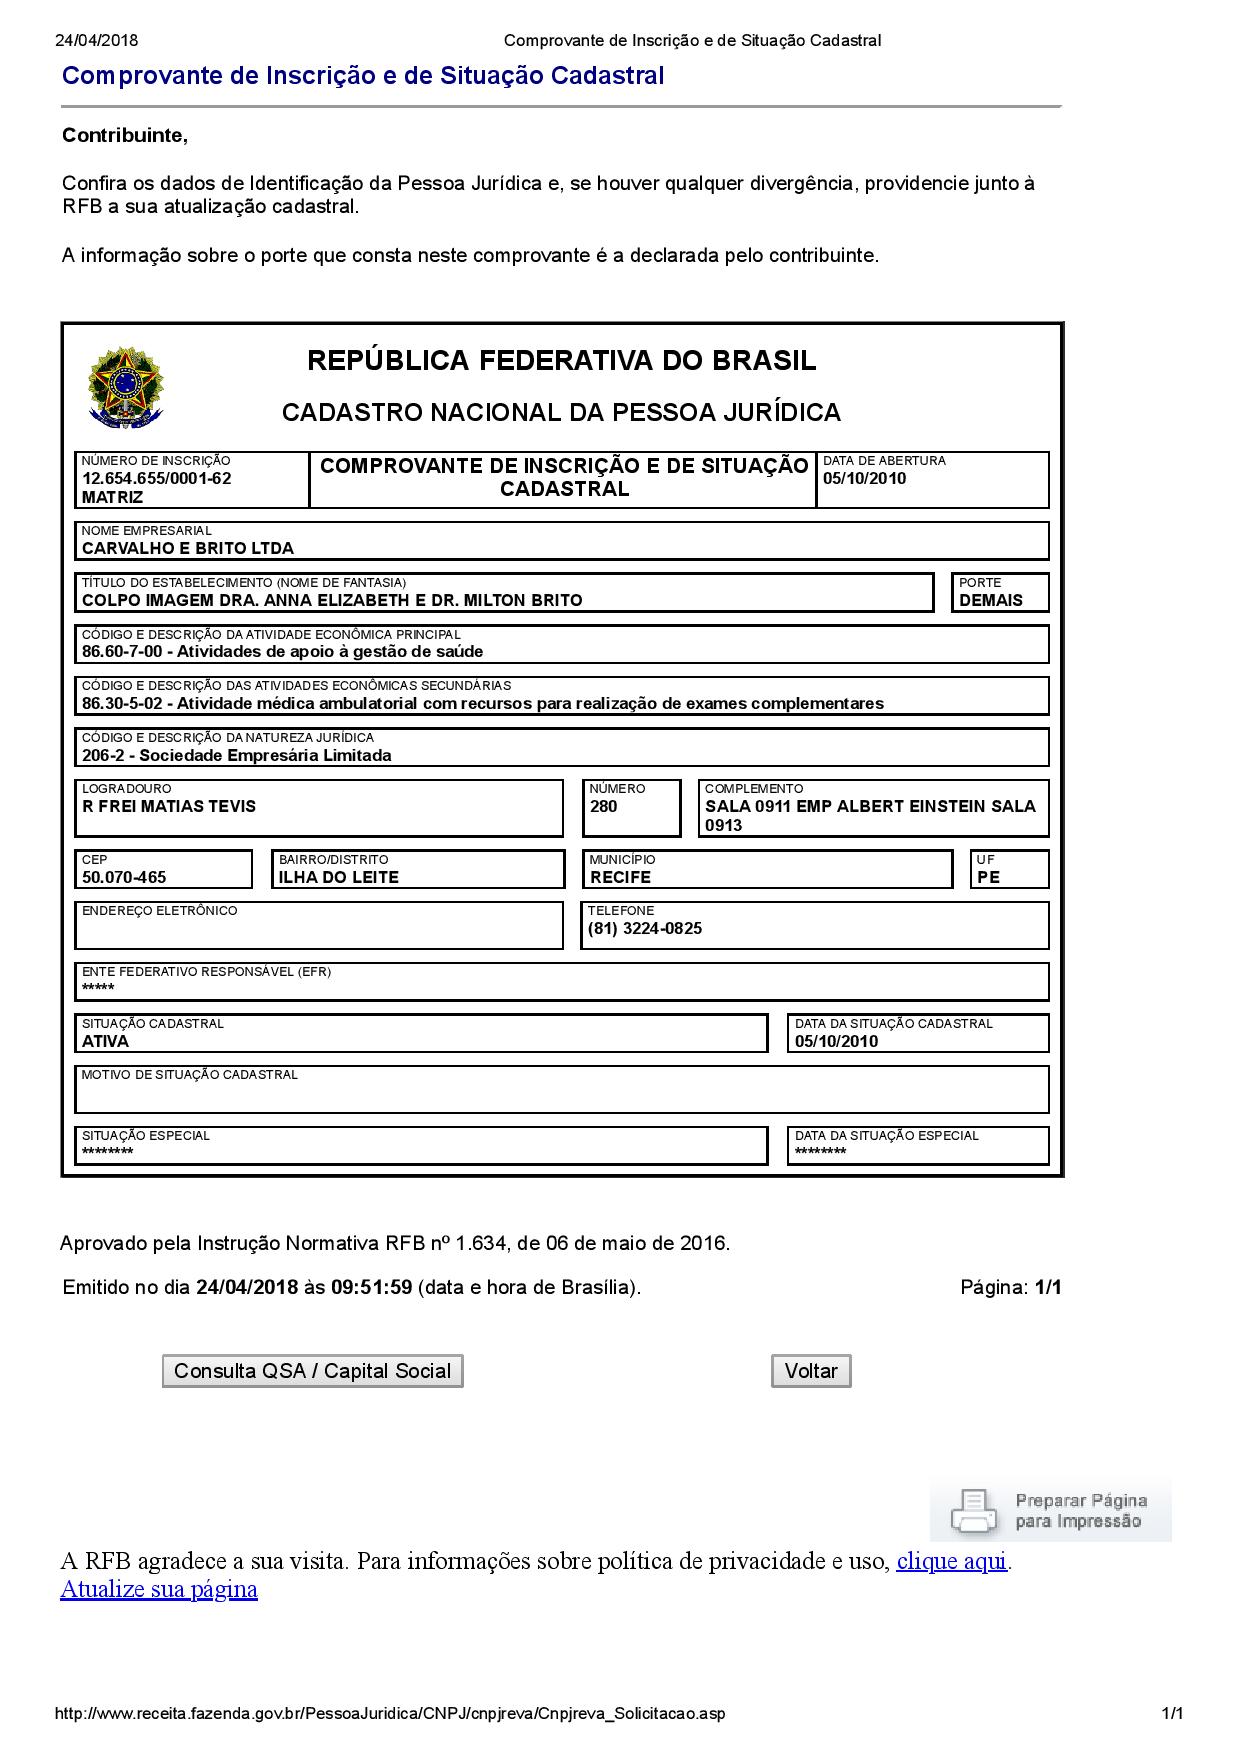 24/04/2018 Comprovante de Inscrição e de Situação Cadastral
Comprovante de Inscrição e de Situação Cadastral
Contribuinte,
Confira os dados de Identificação da Pessoa Jurídica e, se houver qualquer divergência, providencie junto à
RFB a sua atualização cadastral.
A informação sobre o porte que consta neste comprovante é a declarada pelo contribuinte.
REPÚBLICA FEDERATIVA DO BRASIL
CADASTRO NACIONAL DA PESSOA JURÍDICA
NÚMERO DE INSCRIÇÃO
12.654.655/0001-62
MATRIZ
COMPROVANTE DE INSCRIÇÃO E DE SITUAÇÃO
CADASTRAL
DATA DE ABERTURA
05/10/2010
NOME EMPRESARIAL
CARVALHO E BRITO LTDA
TÍTULO DO ESTABELECIMENTO (NOME DE FANTASIA)
COLPO IMAGEM DRA. ANNA ELIZABETH E DR. MILTON BRITO
PORTE
DEMAIS
CÓDIGO E DESCRIÇÃO DA ATIVIDADE ECONÔMICA PRINCIPAL
86.60-7-00 - Atividades de apoio à gestão de saúde
CÓDIGO E DESCRIÇÃO DAS ATIVIDADES ECONÔMICAS SECUNDÁRIAS
86.30-5-02 - Atividade médica ambulatorial com recursos para realização de exames complementares
CÓDIGO E DESCRIÇÃO DA NATUREZA JURÍDICA
206-2 - Sociedade Empresária Limitada
LOGRADOURO
R FREI MATIAS TEVIS
NÚMERO
280
COMPLEMENTO
SALA 0911 EMP ALBERT EINSTEIN SALA
0913
CEP
50.070-465
BAIRRO/DISTRITO
ILHA DO LEITE
MUNICÍPIO
RECIFE
UF
PE
ENDEREÇO ELETRÔNICO
TELEFONE
(81) 3224-0825
ENTE FEDERATIVO RESPONSÁVEL (EFR)
*****
SITUAÇÃO CADASTRAL
ATIVA
DATA DA SITUAÇÃO CADASTRAL
05/10/2010
MOTIVO DE SITUAÇÃO CADASTRAL
SITUAÇÃO ESPECIAL
********
DATA DA SITUAÇÃO ESPECIAL
********
Aprovado pela Instrução Normativa RFB nº 1.634, de 06 de maio de 2016.
Emitido no dia 24/04/2018 às 09:51:59 (data e hora de Brasília). Página: 1/1
Consulta QSA / Capital Social Voltar
Preparar Página
para Impressão
A RFB agradece a sua visita. Para informações sobre política de privacidade e uso, clique aqui.
Atualize sua página
http://www.receita.fazenda.gov.br/PessoaJuridica/CNPJ/cnpjreva/Cnpjreva_Solicitacao.asp 1/1